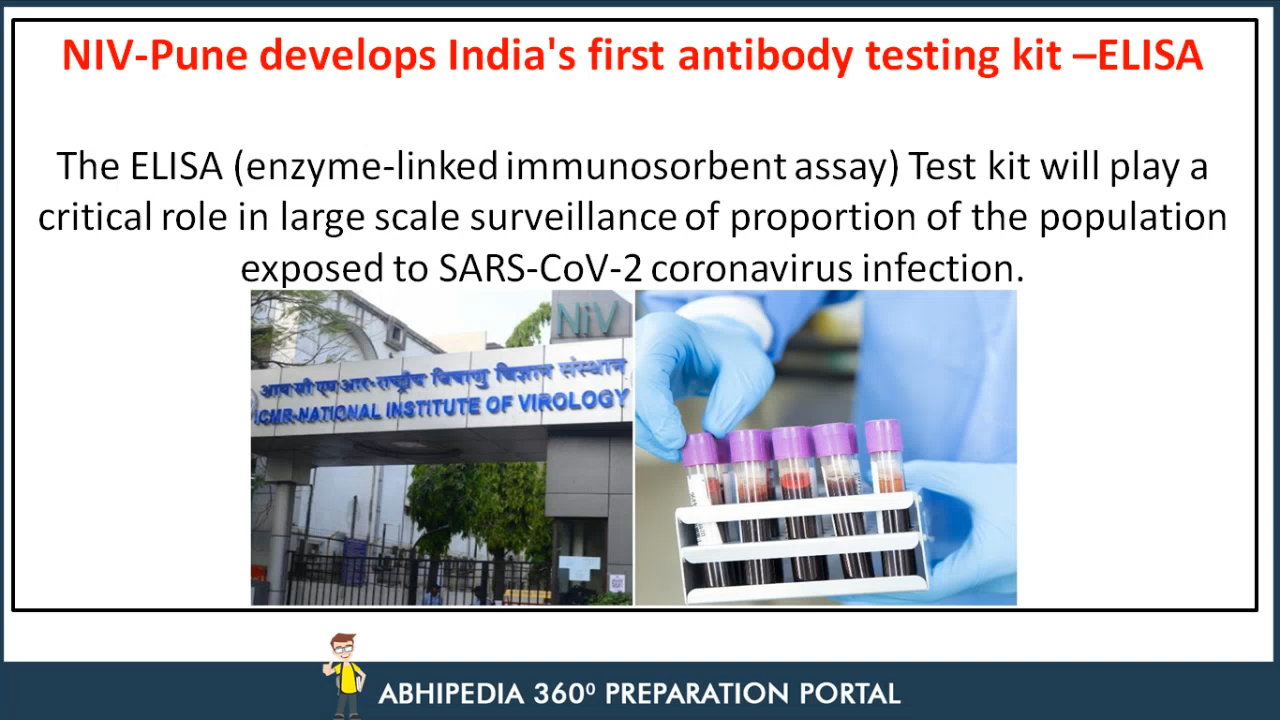 NIV-Pune develops India's first antibody testing kit –ELISA
The ELISA (enzyme-linked immunosorbent assay) Test kit will play a
critical role in large scale surveillance of proportion of the population
exposed to SARS-CoV-2 coronavirus infection.
NiV
आय सी एम आर-राष्ट्रीय विषाणु विज्ञान संस्थान
ICMR-NATIONAL INSTITUTE OF VIROLOGY
ABHIPEDIA 360⁰ PREPARATION PORTAL